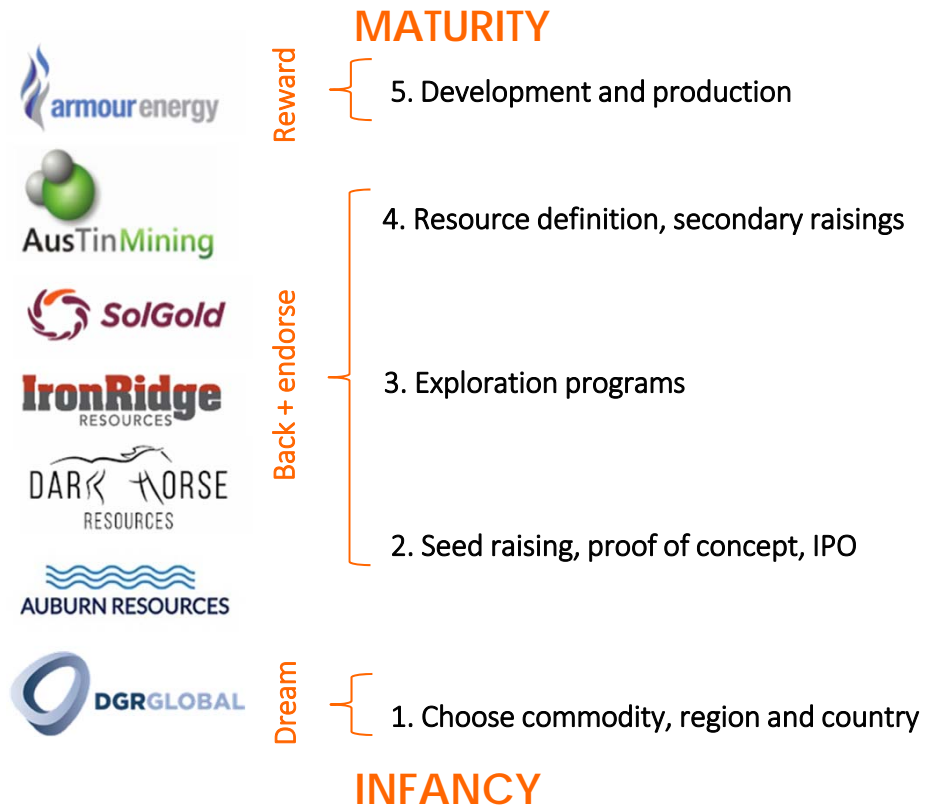 MATURITY
armour energy
Reward
5. Development and production
AusTinMining
4. Resource definition, secondary raisings
SolGold
Back + endorse
IronRidge
RESOURCES
3. Exploration programs
DARK HORSE
RESOURCES
2. Seed raising, proof of concept, IPO
AUBURN RESOURCES
DGRGLOBAL
Dream
1. Choose commodity, region and country
INFANCY